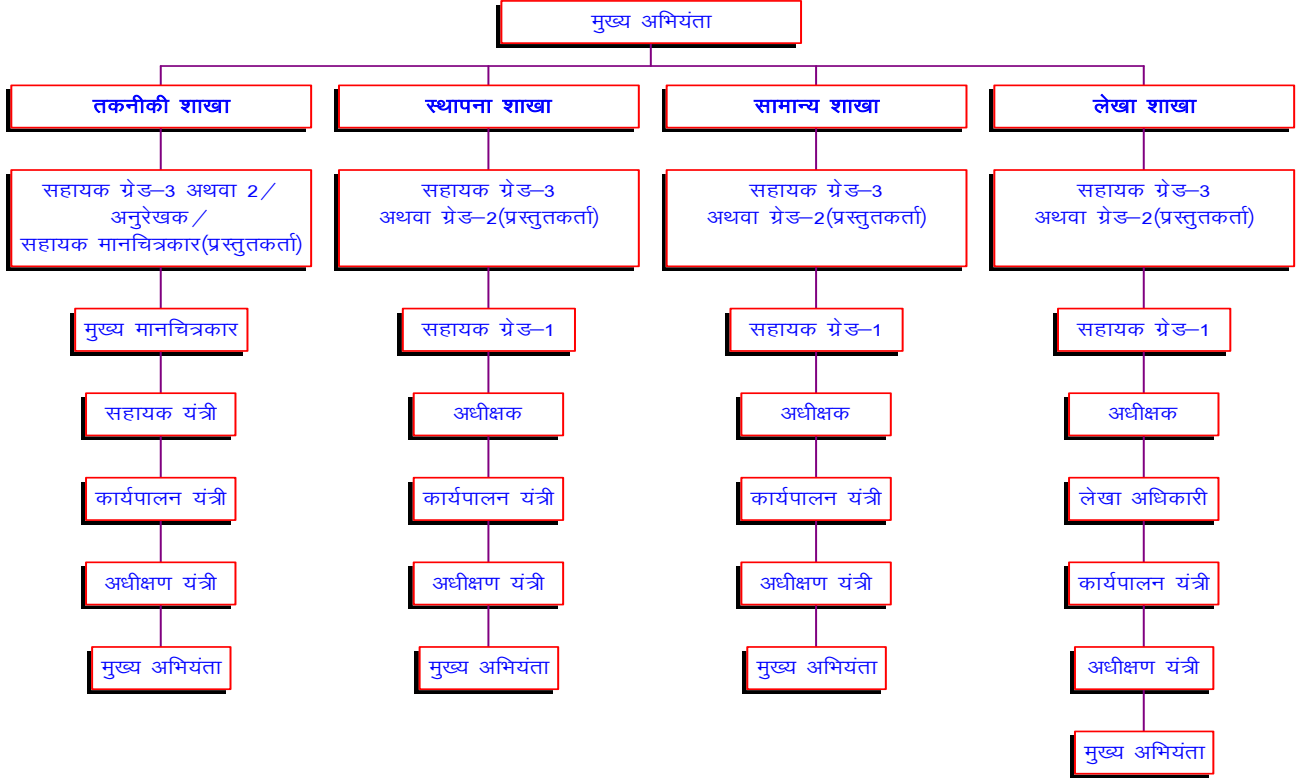 मुख्य अभियंता
तकनीकी शाखा
स्थापना शाखा
सामान्य शाखा
लेखा शाखा
सहायक ग्रेड–3 अथवा 2/
अनुरेखक/
सहायक मानचित्रकार(प्रस्तुतकर्ता)
सहायक ग्रेड–3
अथवा ग्रेड–2(प्रस्तुतकर्ता)
सहायक ग्रेड–3
अथवा ग्रेड–2(प्रस्तुतकर्ता)
सहायक ग्रेड–3
अथवा ग्रेड–2(प्रस्तुतकर्ता)
मुख्य मानचित्रकार
सहायक ग्रेड–1
सहायक ग्रेड–1
सहायक ग्रेड–1
सहायक यंत्री
अधीक्षक
अधीक्षक
अधीक्षक
कार्यपालन यंत्री
कार्यपालन यंत्री
कार्यपालन यंत्री
लेखा अधिकारी
अधीक्षण यंत्री
अधीक्षण यंत्री
अधीक्षण यंत्री
कार्यपालन यंत्री
मुख्य अभियंता
मुख्य अभियंता
मुख्य अभियंता
अधीक्षण यंत्री
मुख्य अभियंता